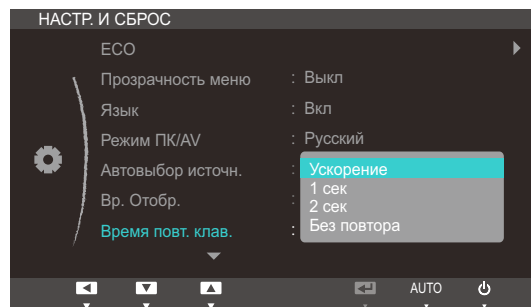 НАСТР. И СБРОС
ECO
Прозрачность меню : Выкл
Язык : Вкл
Режим ПК/AV : Русский
Автовыбор источн. : Ускорение
1 сек
Вр. Отобр. : 2 сек
Время повт. клав. : Без повтора
AUTO